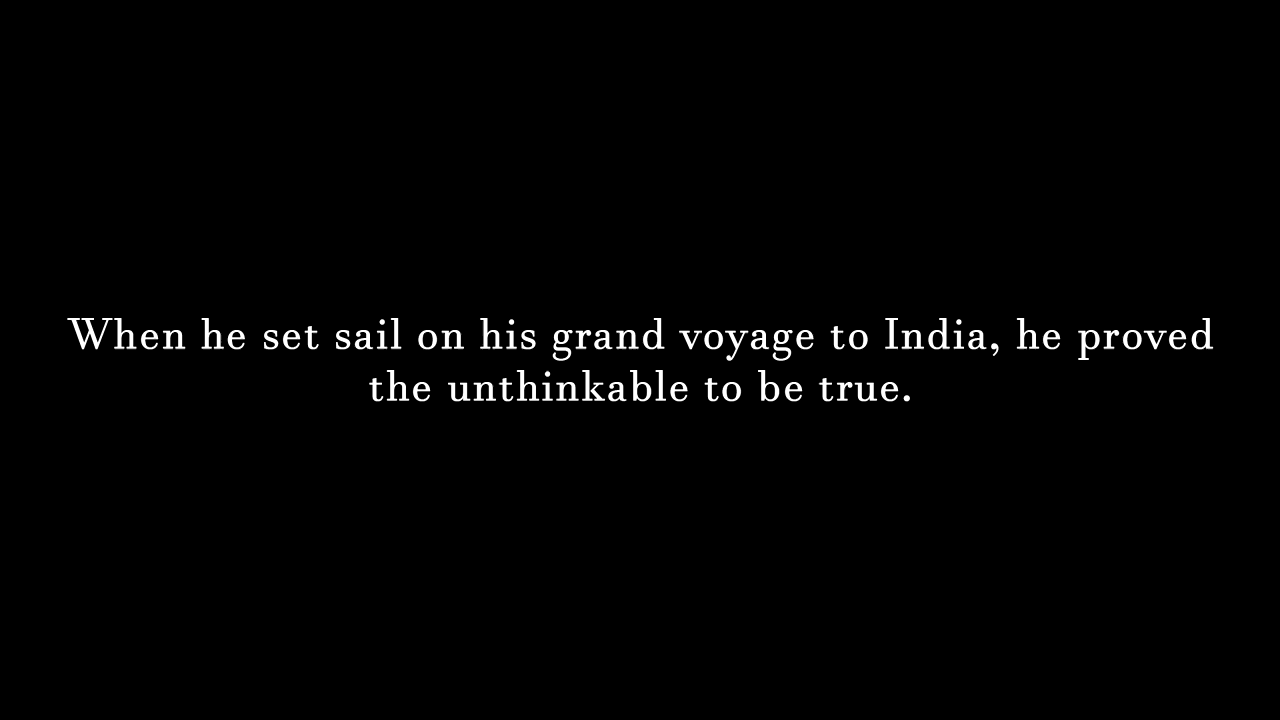 When he set sail on his grand voyage to India, he proved
the unthinkable to be true.